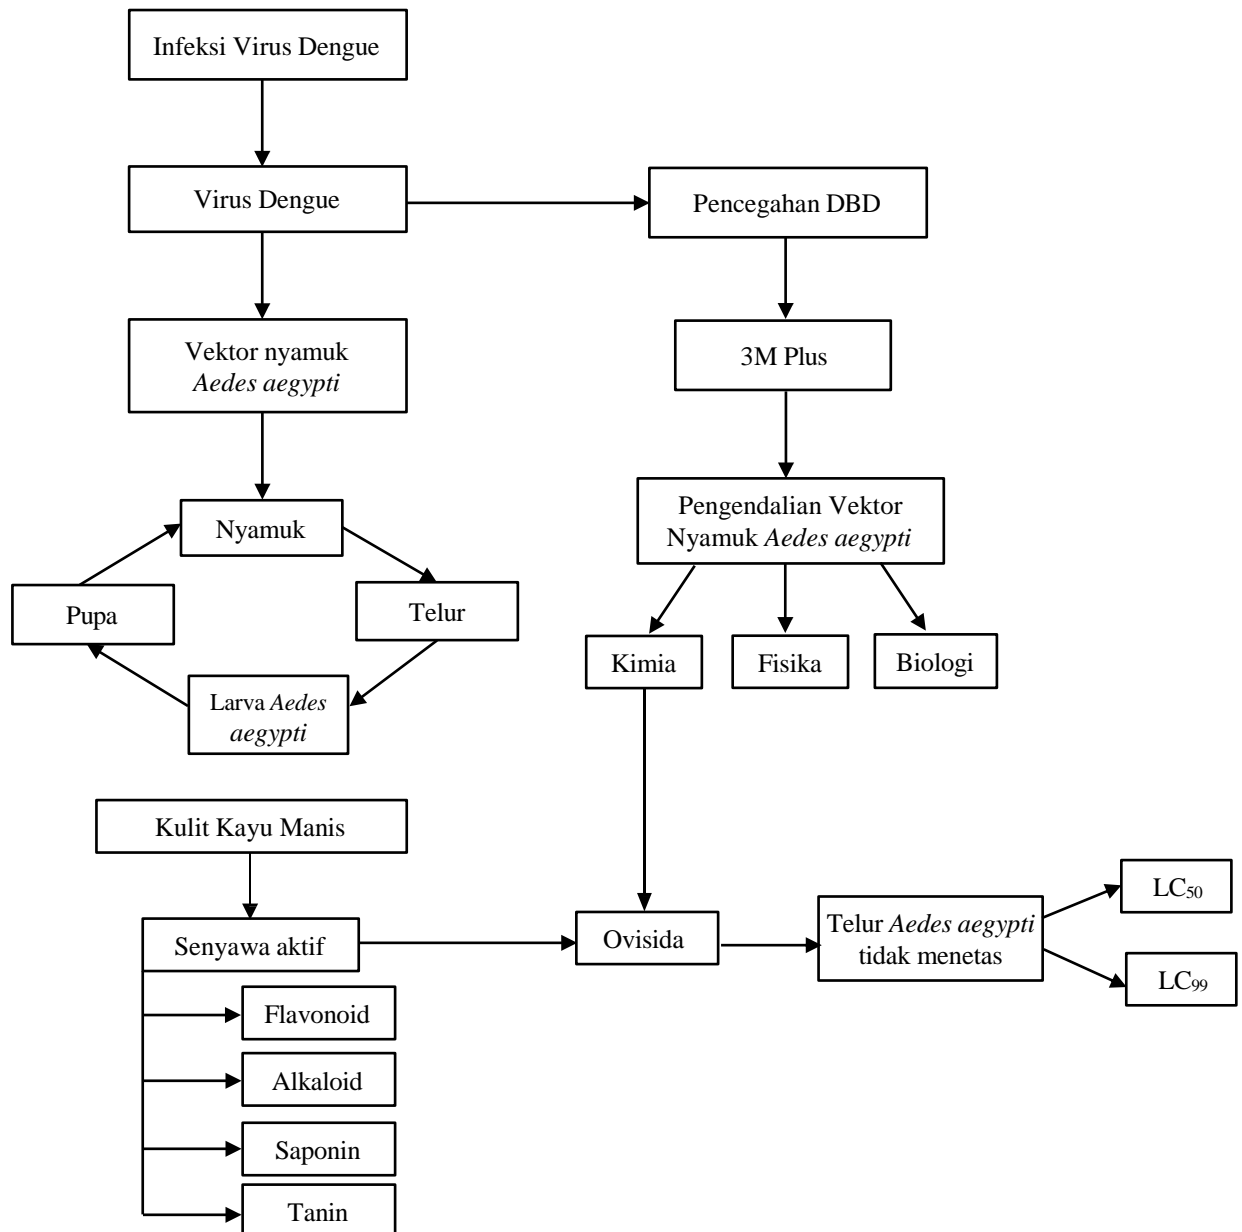 Infeksi Virus Dengue
Virus Dengue
Pencegahan DBD
Vektor nyamuk
Aedes aegypti
3M Plus
Pengendalian Vektor
Nyamuk Aedes aegypti
Nyamuk
Pupa
Telur
Larva Aedes
aegypti
Kimia
Fisika
Biologi
Kulit Kayu Manis
Senyawa aktif
Ovisida
Telur Aedes aegypti
tidak menetas
LC₅₀
LC₉₉
Flavonoid
Alkaloid
Saponin
Tanin